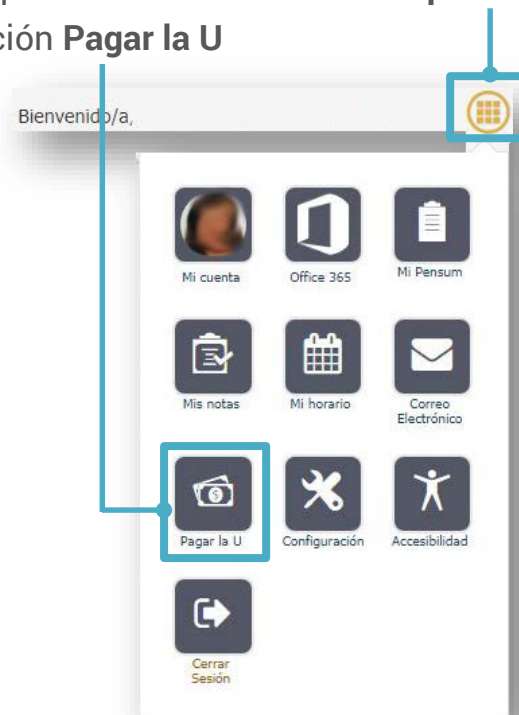 ción Pagar la U
Bienvenido/a,
Mi cuenta
Office 365
Mi Pensum
Mis notas
Mi horario
Correo
Electrónico
Pagar la U
Configuración
Accesibilidad
Cerrar
Sesión